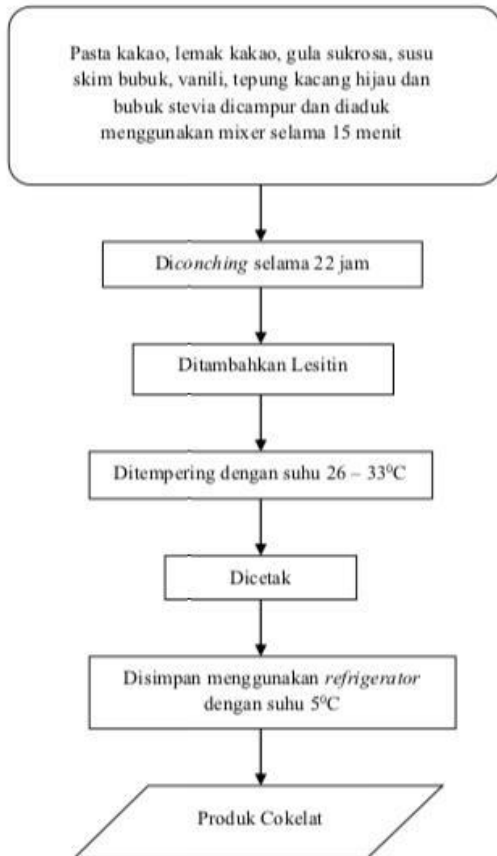 Pasta kakao, lemak kakao, gula sukrosa, susu
skim bubuk, vanili, tepung kacang hijau dan
bubuk stevia dicampur dan diaduk
menggunakan mixer selama 15 menit
Diconching selama 22 jam
Ditambahkan Lesitin
Ditempering dengan suhu 26 – 33⁰C
Dicetak
Disimpan menggunakan refrigerator
dengan suhu 5⁰C
Produk Cokelat